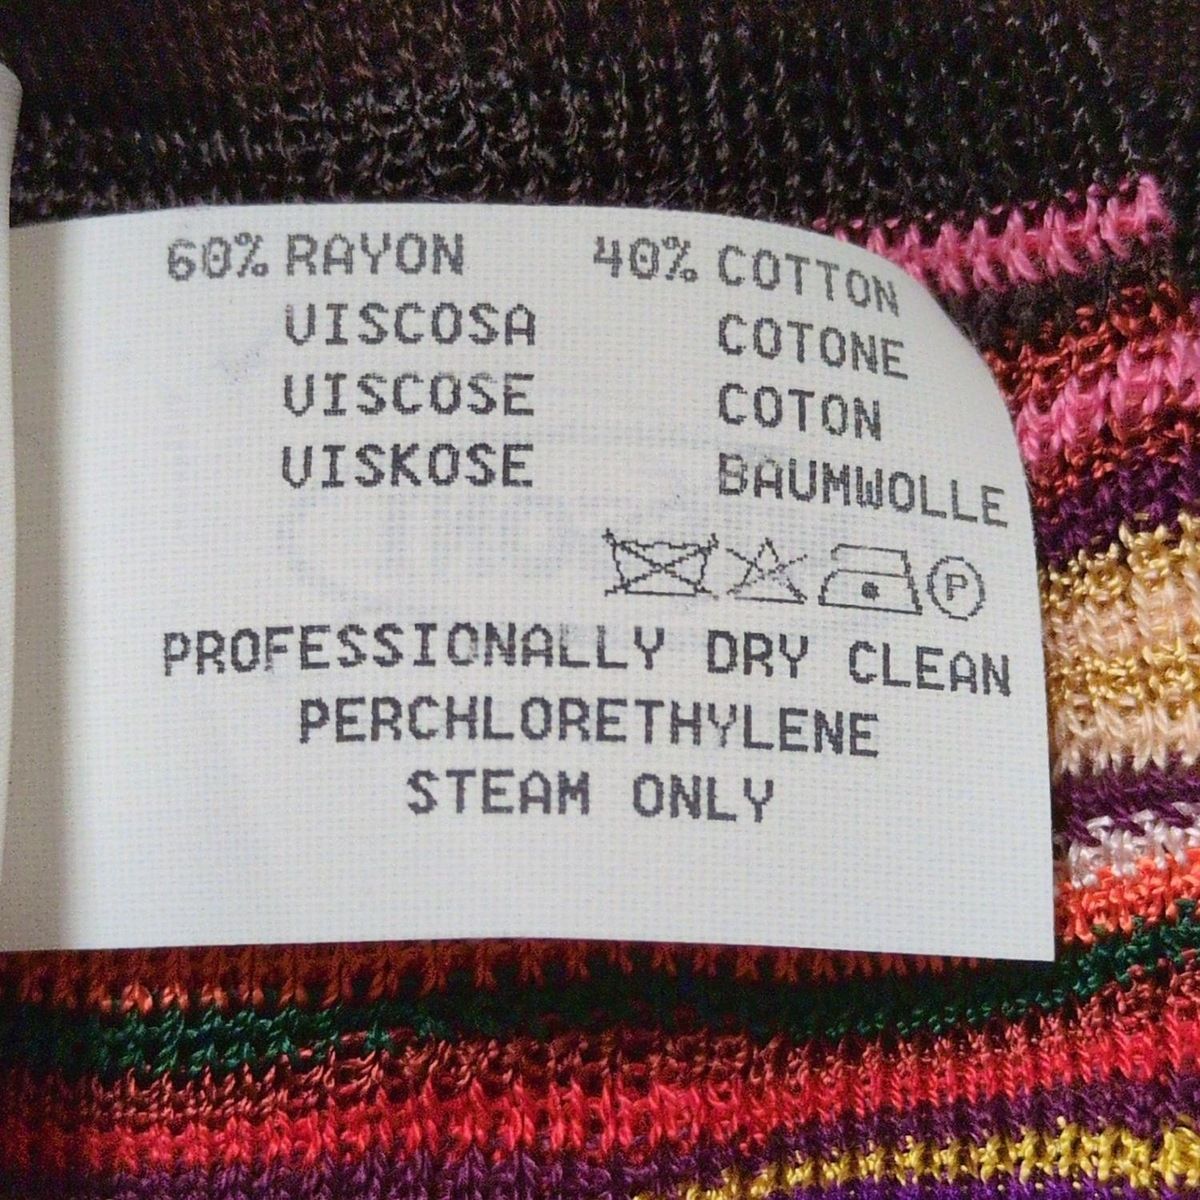 60% RAYON 40% COTTON
VISCOSA COTONE
VISCOSE COTON
VISKOSE BAUMWOLLE
P
PROFESSIONALLY DRY CLEAN
PERCHLORETHYLENE
STEAM ONLY